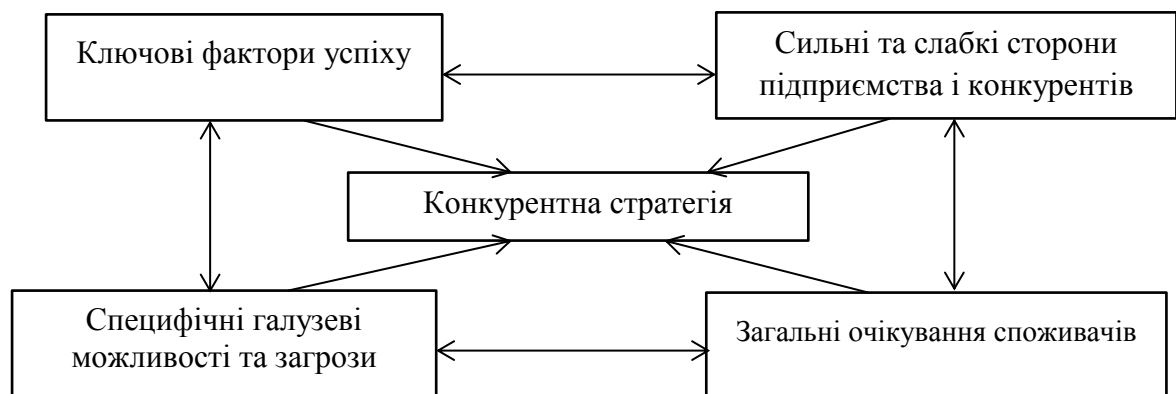 Ключові фактори успіху
Сильні та слабкі сторони
підприємства і конкурентів
Конкурентна стратегія
Специфічні галузеві
можливості та загрози
Загальні очікування споживачів